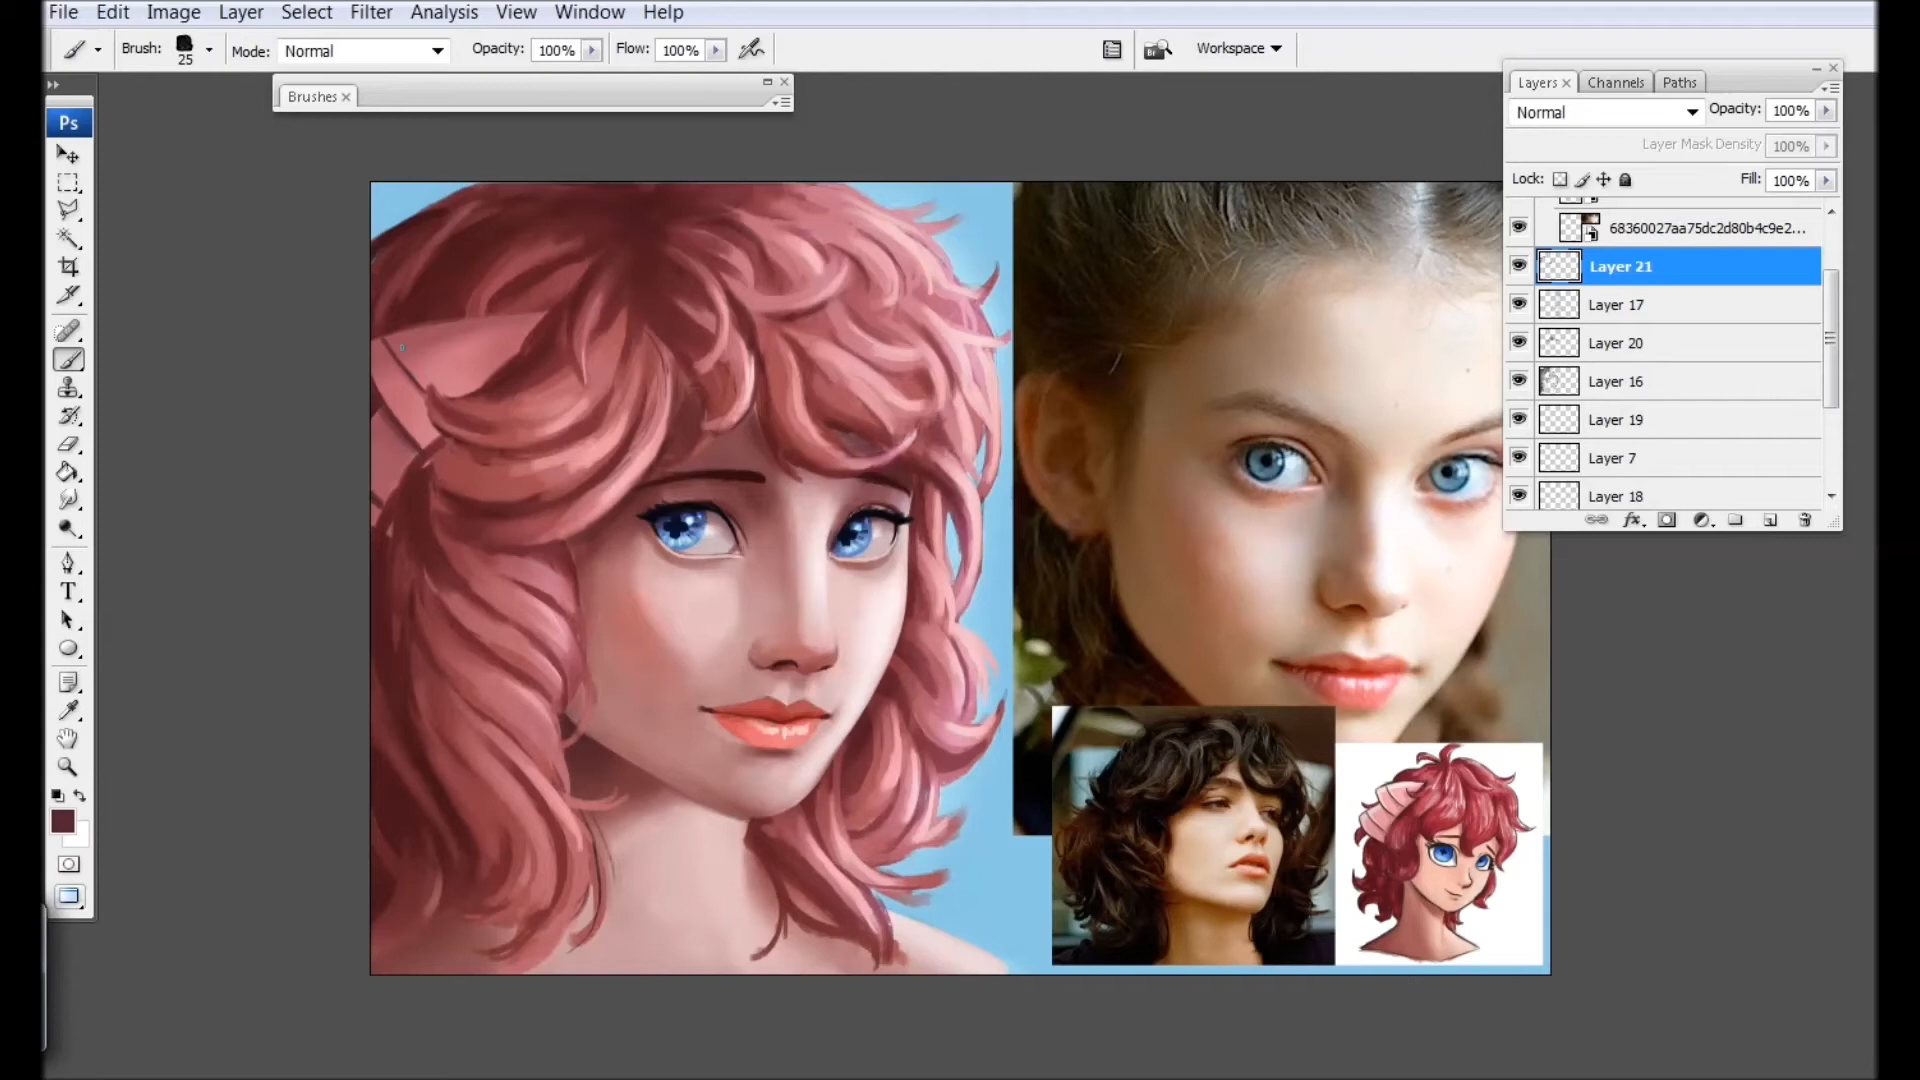 File Edit Image Layer Select Filter Analysis View Window Help
Brush: 25 Mode: Normal Opacity: 100% Flow: 100% Workspace
Brushes
Ps
T
Layers Channels Paths
Normal Opacity: 100%
Layer Mask Density 100%
Lock: Fill: 100%
68360027aa75dc2d80b4c9e2...
Layer 21
Layer 17
Layer 20
Layer 16
Layer 19
Layer 7
Layer 18
fx